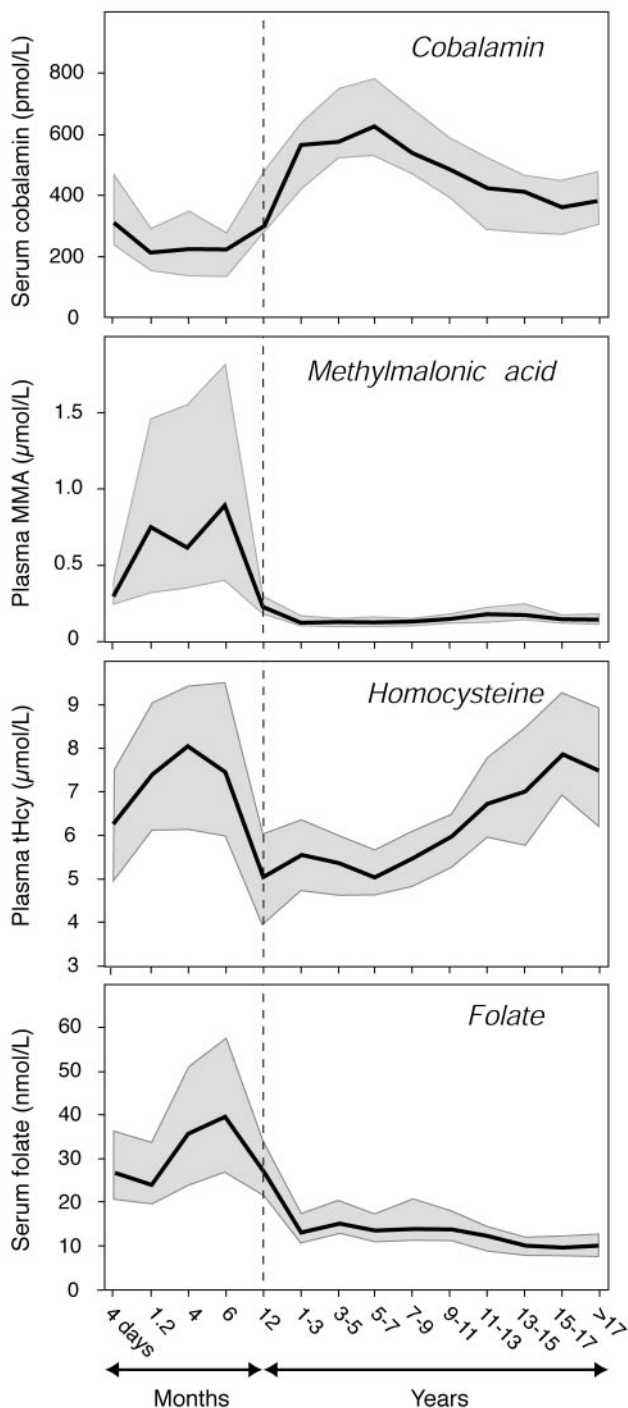 Cobalamin
Serum cobalamin (pmol/L)
800
600
400
200
0
Methylmalonic acid
Plasma MMA (µmol/L)
1.5
1.0
0.5
0
Homocysteine
Plasma tHcy (µmol/L)
9
8
7
6
5
4
3
Folate
Serum folate (nmol/L)
60
50
40
30
20
10
0
4 days 1.2 4 6 12 1-3 3-5 5-7 7-9 9-11 11-13 13-15 15-17 >17
Months Years